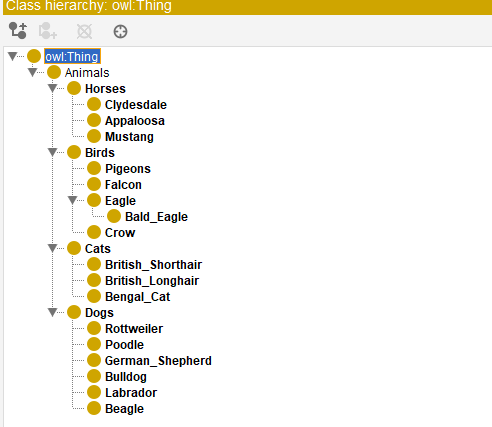 Class hierarchy: owl:Thing
owl:Thing
Animals
Horses
Clydesdale
Appaloosa
Mustang
Birds
Pigeons
Falcon
Eagle
Bald_Eagle
Crow
Cats
British_Shorthair
British_Longhair
Bengal_Cat
Dogs
Rottweiler
Poodle
German_Shepherd
Bulldog
Labrador
Beagle